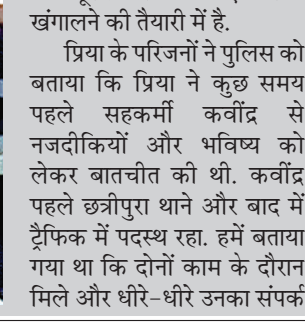 खंगालने की तैयारी में है.
प्रिया के परिजनों ने पुलिस को
बताया कि प्रिया ने कुछ समय
पहले सहकर्मी कवींद्र से
नजदीकियों और भविष्य को
लेकर बातचीत की थी. कवींद्र
पहले छत्रीपुरा थाने और बाद में
ट्रैफिक में पदस्थ रहा. हमें बताया
गया था कि दोनों काम के दौरान
मिले और धीरे-धीरे उनका संपर्क